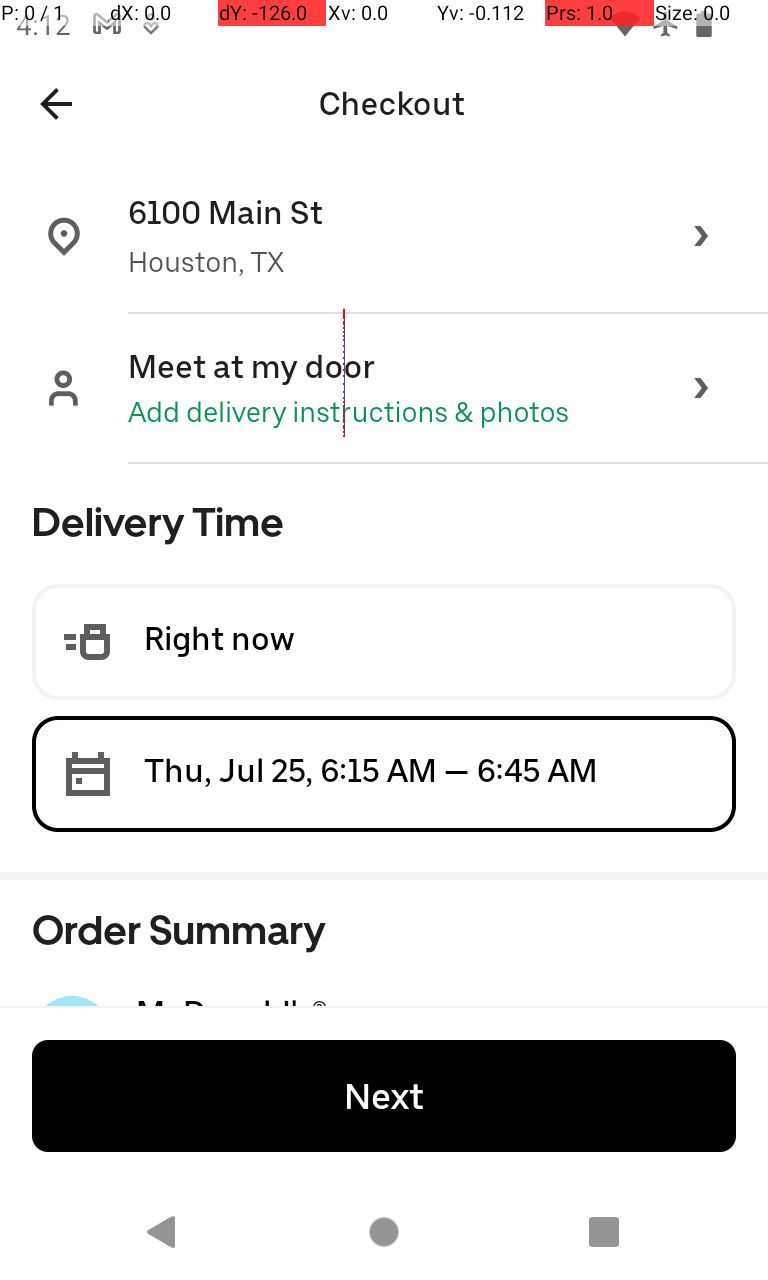 P: 0 / 1 dX: 0.0 dY: -126.0 Xv: 0.0 Yv: -0.112 Prs: 1.0 Size: 0.0
4:12
Checkout
6100 Main St
Houston, TX
Meet at my door
Add delivery instructions & photos
Delivery Time
Right now
Thu, Jul 25, 6:15 AM — 6:45 AM
Order Summary
Next